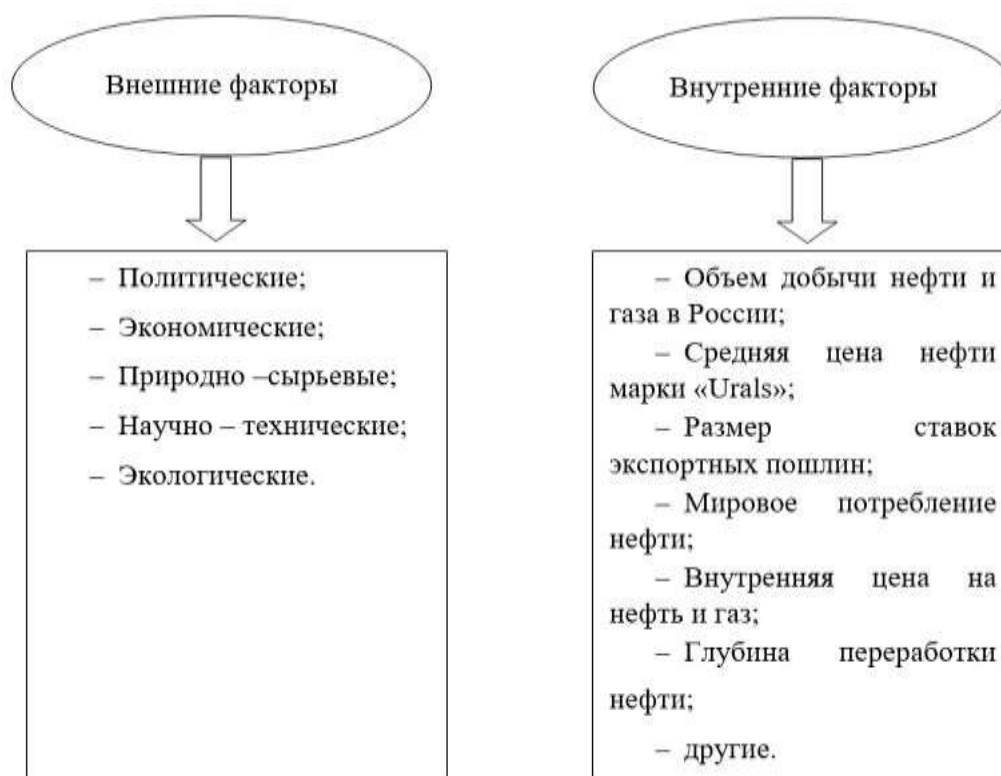 Внешние факторы
– Политические;
– Экономические;
– Природно –сырьевые;
– Научно – технические;
– Экологические.
Внутренние факторы
– Объем добычи нефти и
газа в России;
– Средняя цена нефти
марки «Urals»;
– Размер ставок
экспортных пошлин;
– Мировое потребление
нефти;
– Внутренняя цена на
нефть и газ;
– Глубина переработки
нефти;
– другие.